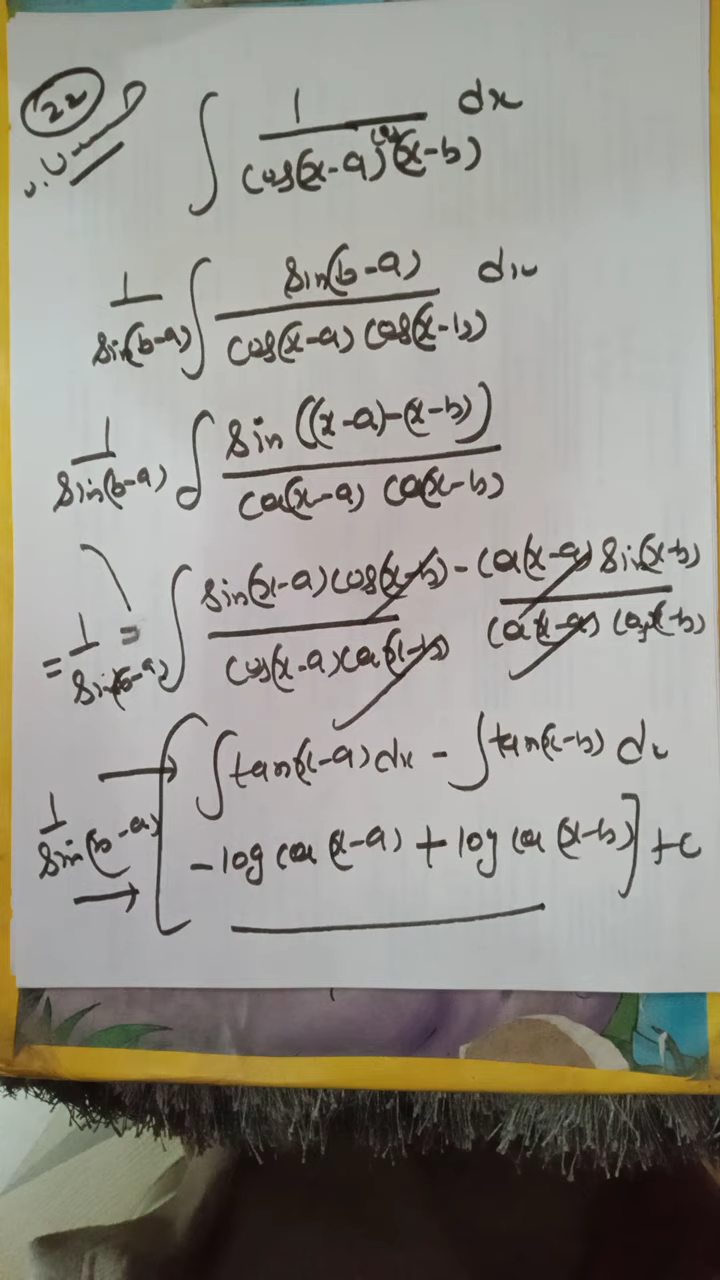 22
∫ 1 / cos(x-a) cos(x-b) dx
1/sin(b-a) ∫ sin(b-a) / cos(x-a) cos(x-b) dx
1/sin(b-a) ∫ sin((x-a)-(x-b)) / cos(x-a) cos(x-b)
= 1/sin(b-a) = ∫ sin(x-a)cos(x-b) / cos(x-a)cos(x-b) - cos(x-a) sin(x-b) / cos(x-a) cos(x-b)
→ [ ∫tan(x-a)dx - ∫tan(x-b) dx
1/sin(b-a) → -log cos (x-a) + log cos (x-b) ] + c